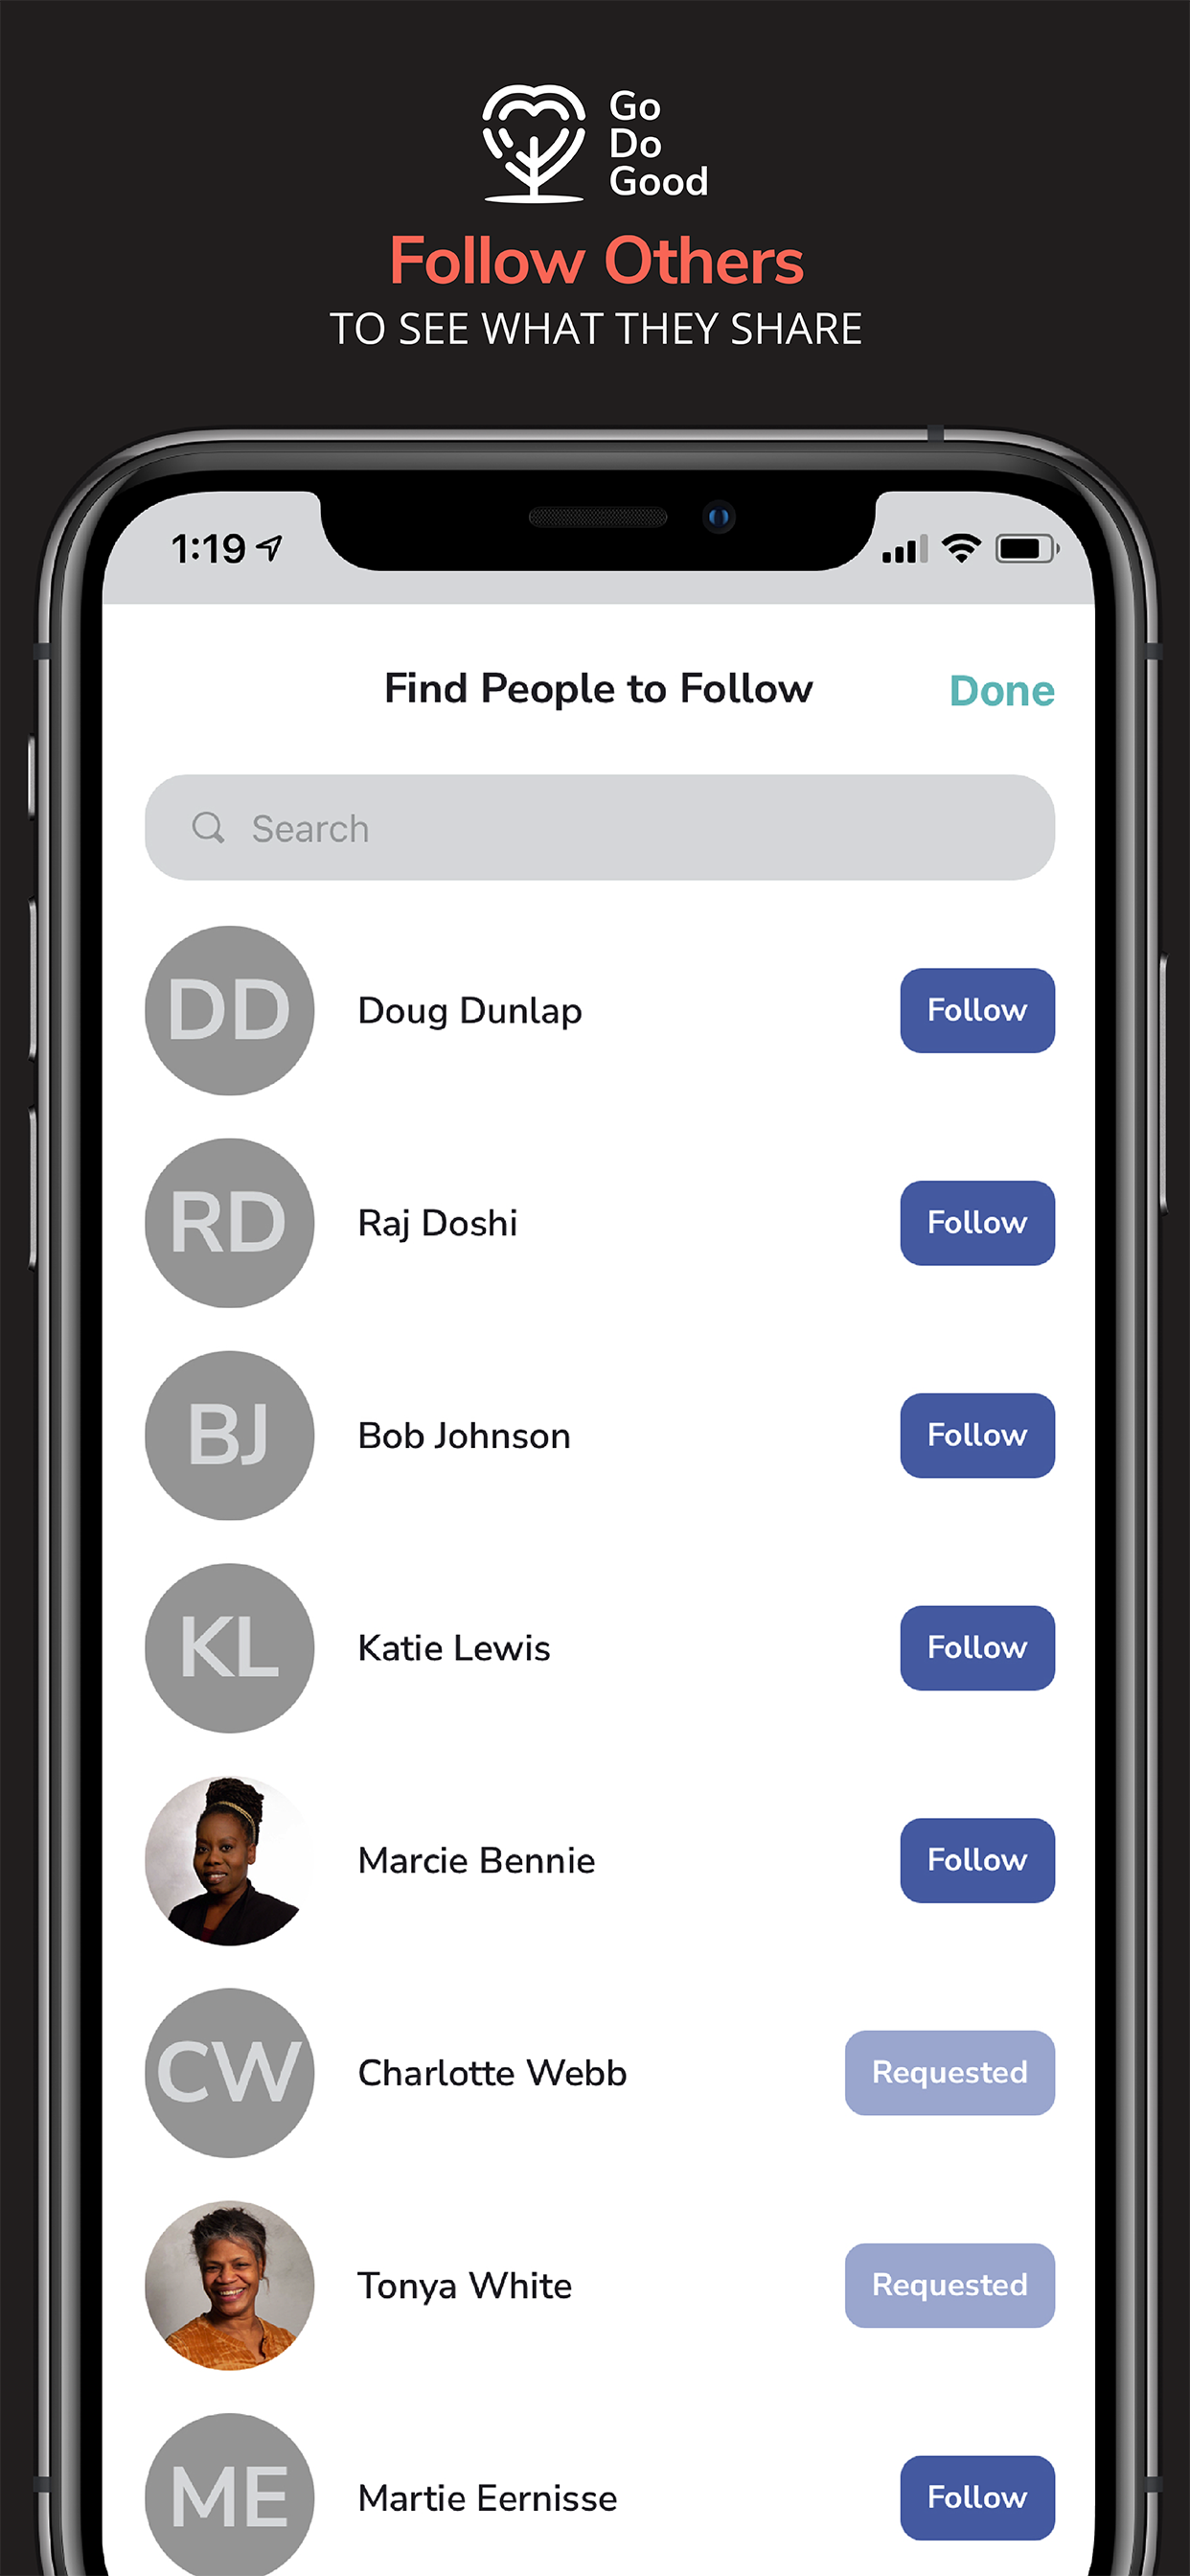 Go
Do
Good
Follow Others
TO SEE WHAT THEY SHARE
1:19
Find People to Follow
Done
Search
DD
Doug Dunlap
Follow
RD
Raj Doshi
Follow
BJ
Bob Johnson
Follow
KL
Katie Lewis
Follow
Marcie Bennie
Follow
CW
Charlotte Webb
Requested
Tonya White
Requested
ME
Martie Eernisse
Follow